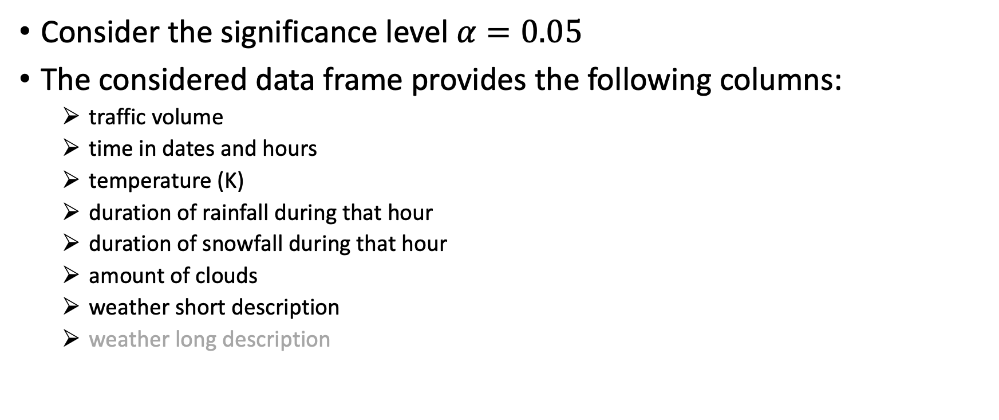 • Consider the significance level α = 0.05
• The considered data frame provides the following columns:
➢ traffic volume
➢ time in dates and hours
➢ temperature (K)
➢ duration of rainfall during that hour
➢ duration of snowfall during that hour
➢ amount of clouds
➢ weather short description
➢ weather long description